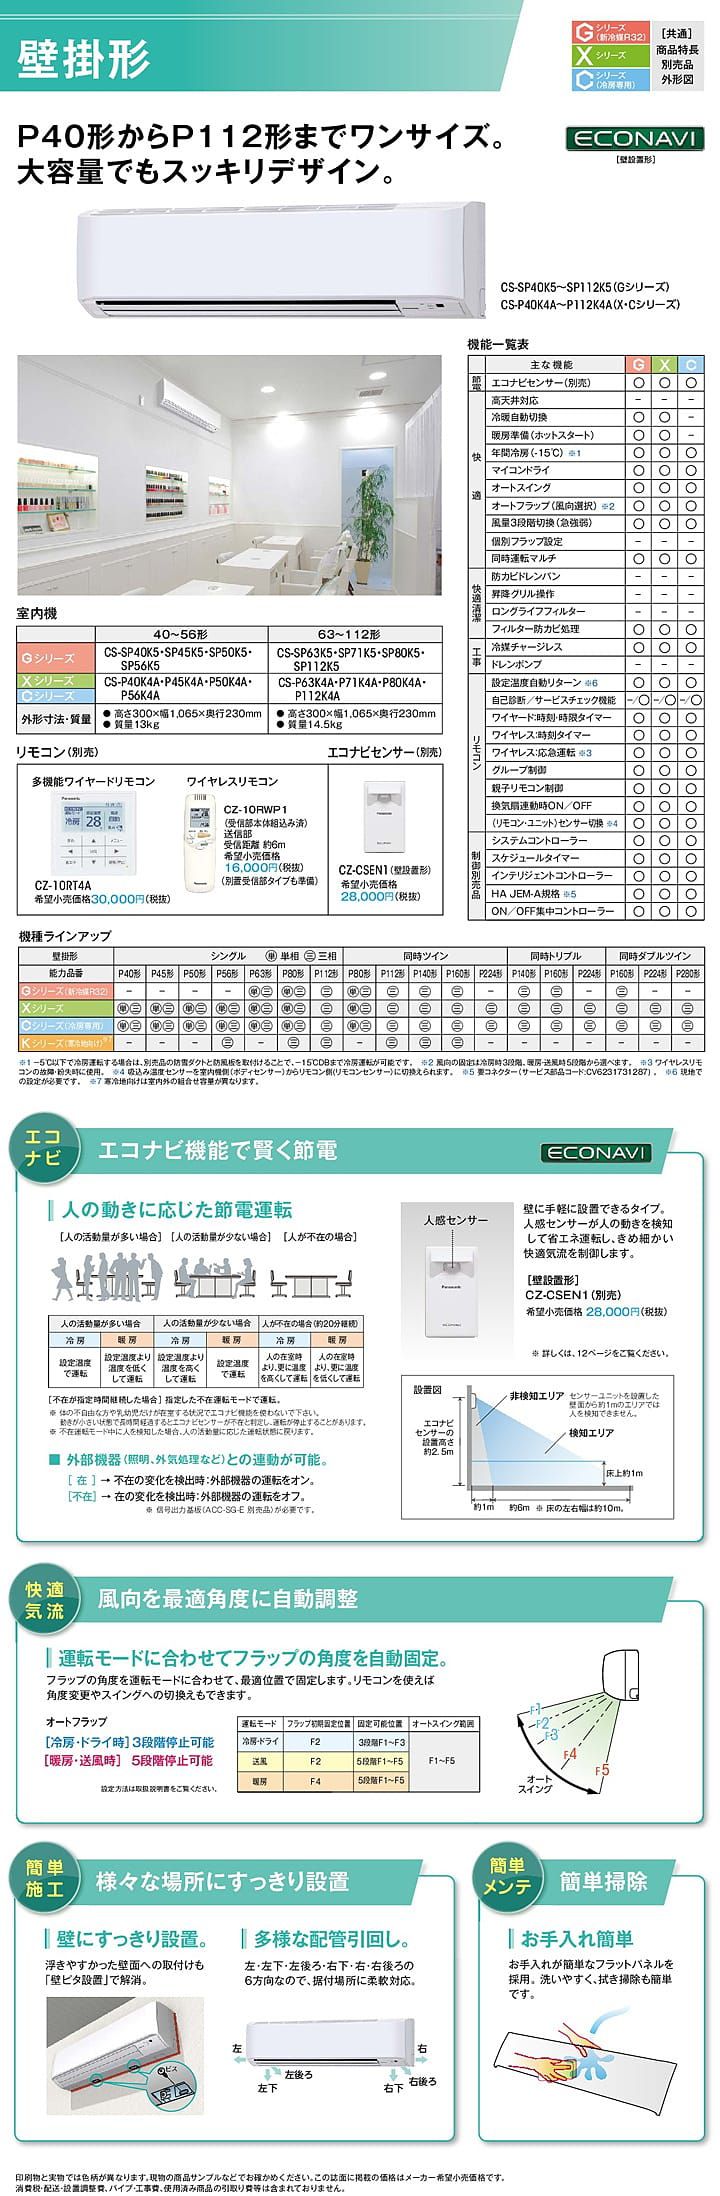 壁掛形
Gシリーズ(新冷媒R32)
Xシリーズ
Cシリーズ(冷房専用)
[共通]
商品特長
別売品
外形図
P40形からP112形までワンサイズ。
大容量でもスッキリデザイン。
ECONAVI
[壁設置形]
CS-SP40K5〜SP112K5(Gシリーズ)
CS-P40K4A〜P112K4A(X・Cシリーズ)
機能一覧表
主な機能 G X C
節電
エコナビセンサー(別売) ○ ○ ○
快適
高天井対応 − − −
冷暖自動切換 ○ ○ −
暖房準備(ホットスタート) ○ ○ −
年間冷房(-15℃) ※1 ○ ○ ○
マイコンドライ ○ ○ ○
オートスイング ○ ○ ○
オートフラップ(風向選択) ※2 ○ ○ ○
風量3段階切換(急強弱) ○ ○ ○
個別フラップ設定 − − −
同時運転マルチ ○ ○ ○
快適清潔
防カビドレンパン − − −
昇降グリル操作 − − −
ロングライフフィルター − − −
フィルター防カビ処理 ○ ○ ○
工事
冷媒チャージレス ○ ○ ○
ドレンポンプ − − −
リモコン
設定温度自動リターン ※6 ○ ○ ○
自己診断/サービスチェック機能 −/○ −/○ −/○
ワイヤード:時刻・時限タイマー ○ ○ ○
ワイヤレス:時刻タイマー ○ ○ ○
ワイヤレス:応急運転 ※3 ○ ○ ○
グループ制御 ○ ○ ○
親子リモコン制御 ○ ○ ○
換気扇連動時ON/OFF ○ ○ ○
(リモコン・ユニット)センサー切換 ※4 ○ ○ ○
制御別売品
システムコントローラー ○ ○ ○
スケジュールタイマー ○ ○ ○
インテリジェントコントローラー ○ ○ ○
HA JEM-A規格 ※5 ○ ○ ○
ON/OFF集中コントローラー ○ ○ ○
室内機
40〜56形 63〜112形
Gシリーズ CS-SP40K5・SP45K5・SP50K5・SP56K5 CS-SP63K5・SP71K5・SP80K5・SP112K5
Xシリーズ
Cシリーズ
CS-P40K4A・P45K4A・P50K4A・P56K4A CS-P63K4A・P71K4A・P80K4A・P112K4A
外形寸法・質量 ●高さ300×幅1,065×奥行230mm ●高さ300×幅1,065×奥行230mm
●質量13kg ●質量14.5kg
リモコン(別売)
多機能ワイヤードリモコン
CZ-10RT4A
希望小売価格30,000円(税抜)
ワイヤレスリモコン
CZ-10RWP1
(受信部本体組込み済)
送信部
受信距離 約6m
希望小売価格
16,000円(税抜)
(別置受信部タイプも準備)
エコナビセンサー(別売)
CZ-CSEN1(壁設置形)
希望小売価格
28,000円(税抜)
機種ラインアップ
壁掛形 シングル 単 単相 三 三相 同時ツイン 同時トリプル 同時ダブルツイン
能力品番 P40形 P45形 P50形 P56形 P63形 P80形 P112形 P80形 P112形 P140形 P160形 P224形 P140形 P160形 P224形 P160形 P224形 P280形
Gシリーズ(新冷媒R32) − − − − 単三 単三 三 単三 三 三 三 − 三 三 − 三 − −
Xシリーズ 単三 単三 単三 単三 単三 単三 三 単三 三 三 三 三 三 三 三 三 三 三
Cシリーズ(冷房専用) 単三 単三 単三 単三 単三 単三 三 単三 三 三 三 三 三 三 三 三 三 三
Kシリーズ(寒冷地向け)※7 − − − 三 − 三 三 − 三 三 三 − − − − − − −
※1 −5℃以下で冷房運転する場合は、別売品の防雪ダクトと防風板を取付けることで、−15℃DBまで冷房運転が可能です。 ※2 風向の固定は冷房時3段階、暖房・送風時5段階から選べます。 ※3 ワイヤレスリモ
コンの故障・紛失時に使用。 ※4 吸込み温度センサーを室内機側(ボディセンサー)からリモコン側(リモコンセンサー)に切換えられます。 ※5 要コネクター(サービス部品コード:CV6231731287)。 ※6 現地で
の設定が必要です。 ※7 寒冷地向けは室内外の組合せ容量が異なります。
エコ
ナビ
エコナビ機能で賢く節電
ECONAVI
人の動きに応じた節電運転
[人の活動量が多い場合] [人の活動量が少ない場合] [人が不在の場合]
人の活動量が多い場合 人の活動量が少ない場合 人が不在の場合(約20分継続)
冷房 暖房 冷房 暖房 冷房 暖房
設定温度で運転 設定温度より温度を低くして運転 設定温度より温度を高くして運転 設定温度で運転 人の在室時より、更に温度を高くして運転 人の在室時より、更に温度を低くして運転
[不在が指定時間継続した場合] 指定した不在運転モードで運転。
※ 体の不自由な方や乳幼児だけが在室する状況でエコナビ機能を使わないで下さい。
動きが小さい状態で長時間経過するとエコナビセンサーが不在と判定し、運転が停止することがあります。
※ 不在運転モード中に人を検知した場合、人の活動量に応じた運転状態に戻ります。
■ 外部機器(照明、外気処理など)との連動が可能。
[ 在 ] → 不在の変化を検出時:外部機器の運転をオン。
[不在] → 在の変化を検出時:外部機器の運転をオフ。
※ 信号出力基板(ACC-SG-E 別売品)が必要です。
人感センサー
壁に手軽に設置できるタイプ。
人感センサーが人の動きを検知
して省エネ運転し、きめ細かい
快適気流を制御します。
[壁設置形]
CZ-CSEN1(別売)
希望小売価格 28,000円(税抜)
※ 詳しくは、12ページをご覧ください。
設置図
非検知エリア センサーユニットを設置した
壁面から約1mのエリアでは
人を検知できません。
検知エリア
エコナビ
センサーの
設置高さ
約2.5m
床上約1m
約1m 約6m ※ 床の左右幅は約10m。
快適
気流
風向を最適角度に自動調整
運転モードに合わせてフラップの角度を自動固定。
フラップの角度を運転モードに合わせて、最適位置で固定します。リモコンを使えば
角度変更やスイングへの切換えもできます。
オートフラップ
[冷房・ドライ時] 3段階停止可能
[暖房・送風時] 5段階停止可能
設定方法は取扱説明書をご覧ください。
運転モード フラップ初期固定位置 固定可能位置 オートスイング範囲
冷房・ドライ F2 3段階F1〜F3 F1〜F5
送風 F2 5段階F1〜F5
暖房 F4 5段階F1〜F5
F1
F2
F3
F4
F5
オート
スイング
簡単
施工
様々な場所にすっきり設置
壁にすっきり設置。
浮きやすかった壁面への取付けも
「壁ピタ設置」で解消。
ビス
多様な配管引回し。
左・左下・左後ろ・右下・右・右後ろの
6方向なので、据付場所に柔軟対応。
左
左下
左後ろ
右
右下
右後ろ
簡単
メンテ
簡単掃除
お手入れ簡単
お手入れが簡単なフラットパネルを
採用。洗いやすく、拭き掃除も簡単
です。
印刷物と実物では色柄が異なります。現物の商品サンプルなどでお確かめください。この誌面に掲載の価格はメーカー希望小売価格です。
消費税・配送・設置調整費、パイプ・工事費、使用済み商品の引取り費等は含まれておりません。